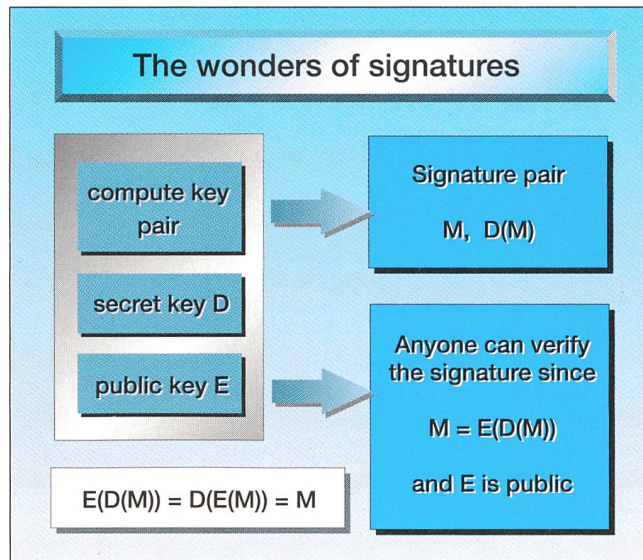 The wonders of signatures
compute key
pair
secret key D
public key E
Signature pair
M, D(M)
Anyone can verify
the signature since
M = E(D(M))
and E is public
E(D(M)) = D(E(M)) = M